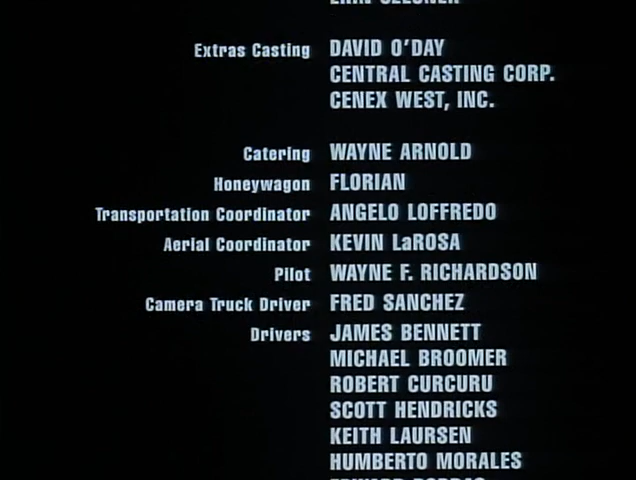 Extras Casting DAVID O'DAY
CENTRAL CASTING CORP.
CENEX WEST, INC.
Catering WAYNE ARNOLD
Honeywagon FLORIAN
Transportation Coordinator ANGELO LOFFREDO
Aerial Coordinator KEVIN LaROSA
Pilot WAYNE F. RICHARDSON
Camera Truck Driver FRED SANCHEZ
Drivers JAMES BENNETT
MICHAEL BROOMER
ROBERT CURCURU
SCOTT HENDRICKS
KEITH LAURSEN
HUMBERTO MORALES